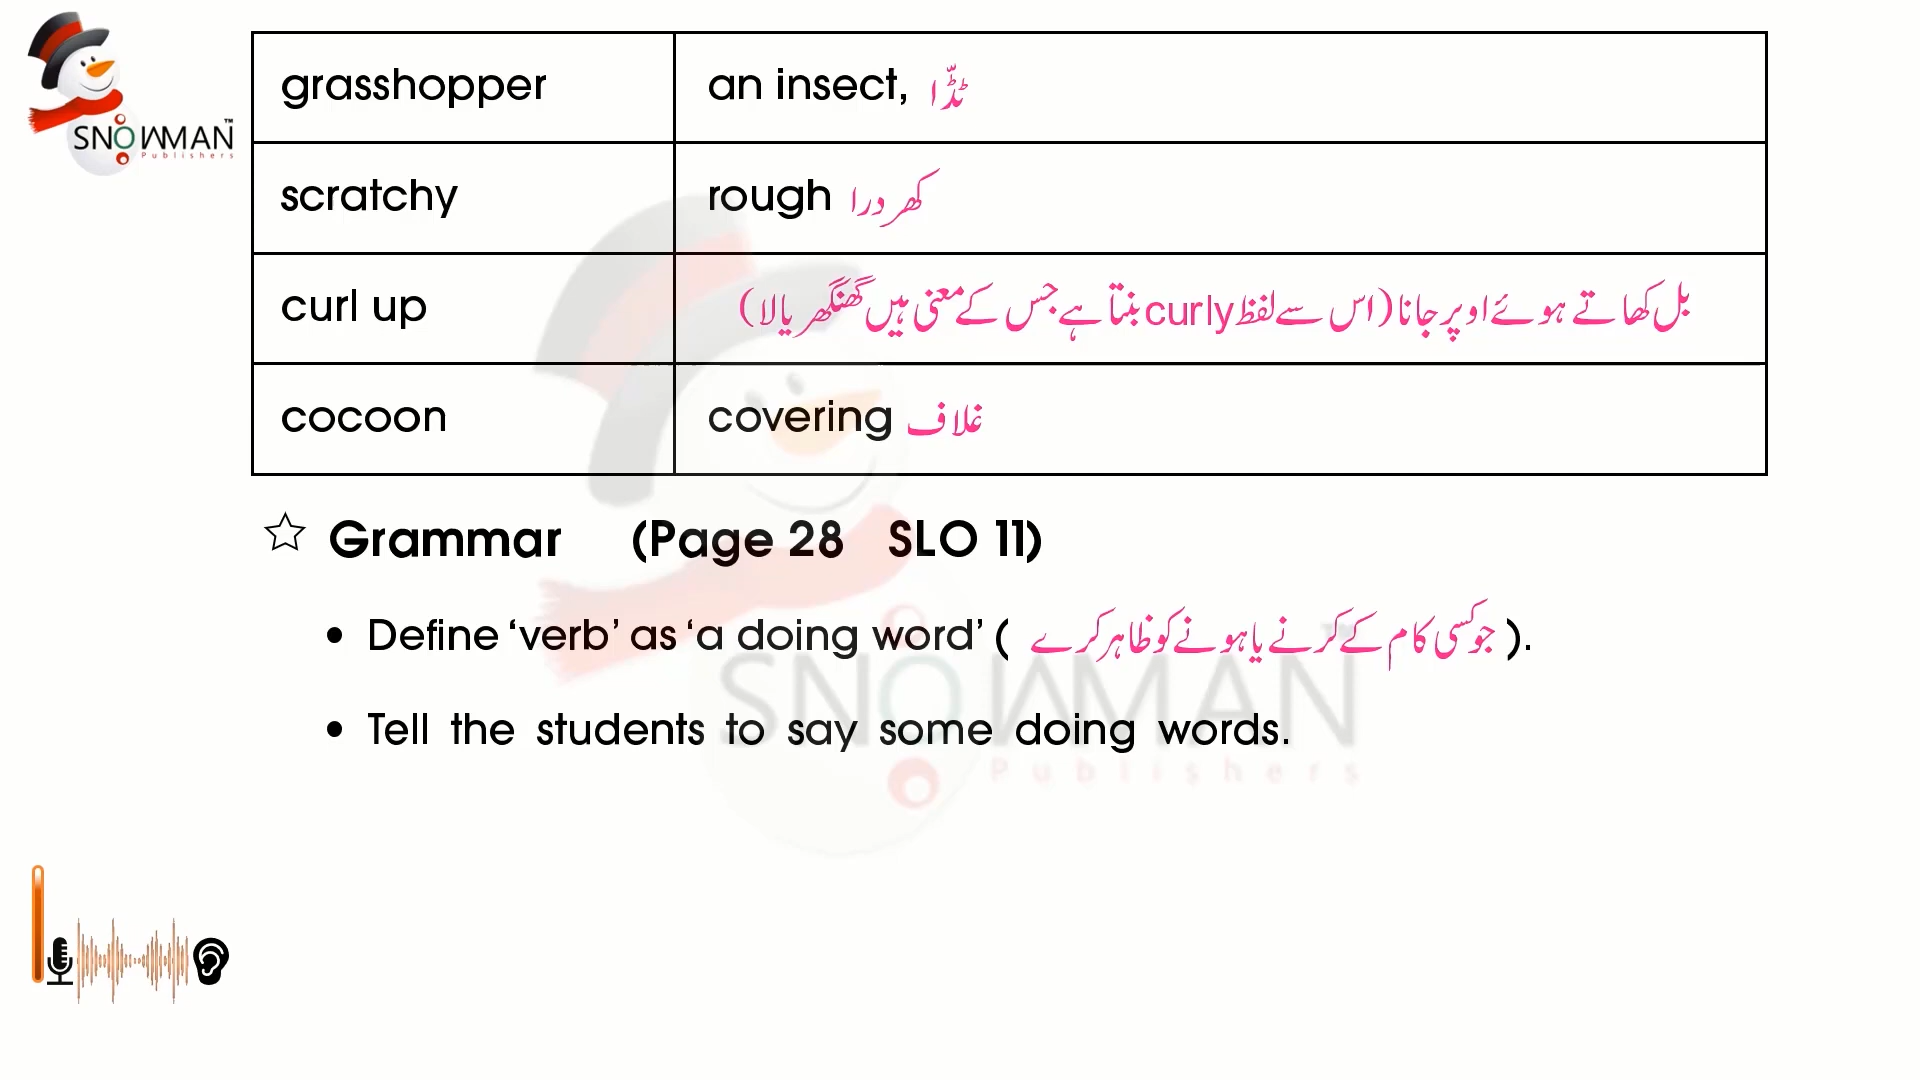 SNOWMAN™
Publishers
grasshopper an insect, ٹڈّا
scratchy rough کھردرا
curl up بل کھاتے ہوئے اوپر جانا (اس سے لفظ curly بنتا ہے جس کے معنی ہیں گھنگھریالا)
cocoon covering غلاف
☆ Grammar (Page 28 SLO 11)
• Define ‘verb’ as ‘a doing word’ ( جو کسی کام کے کرنے یا ہونے کو ظاہر کرے ).
• Tell the students to say some doing words.
SNOWMAN
Publishers